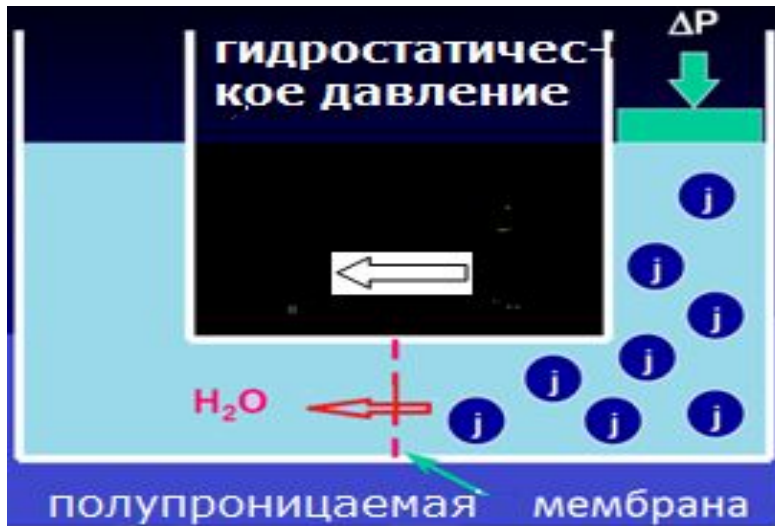 ΔP
гидростатичес-
кое давление
j
j
j
j
j
j
H₂O
j
j
полупроницаемая мембрана